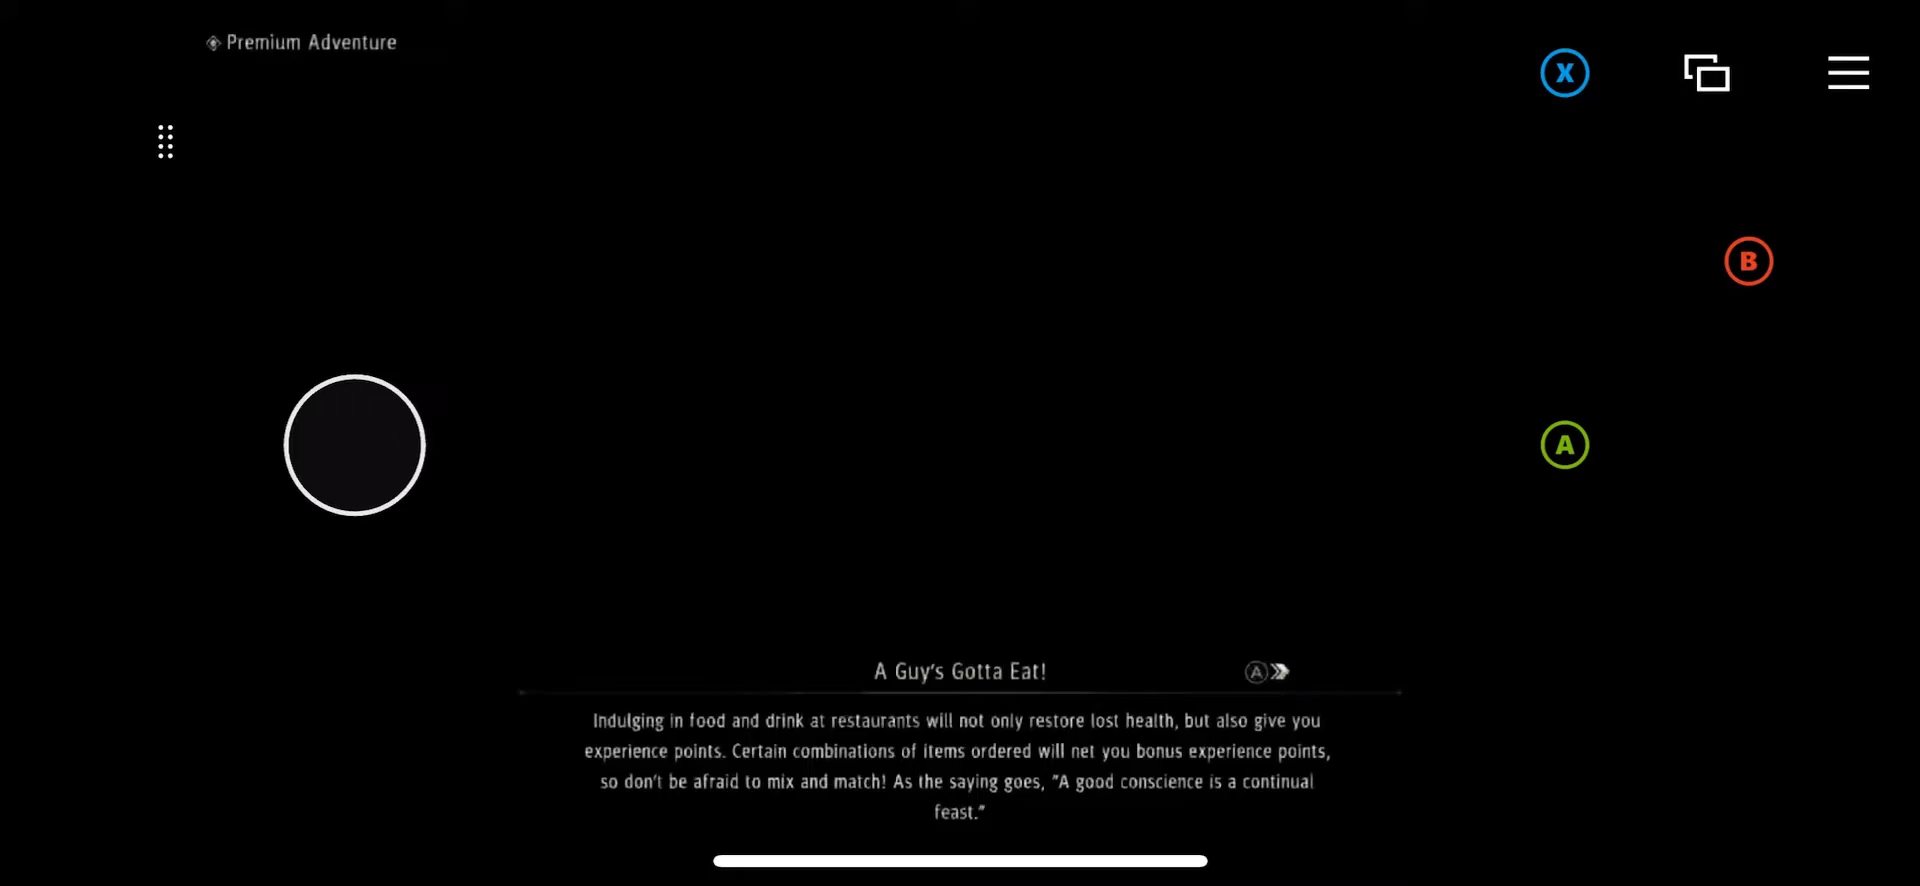 Premium Adventure
X
B
A
A Guy's Gotta Eat!
A
Indulging in food and drink at restaurants will not only restore lost health, but also give you
experience points. Certain combinations of items ordered will net you bonus experience points,
so don't be afraid to mix and match! As the saying goes, "A good conscience is a continual
feast."